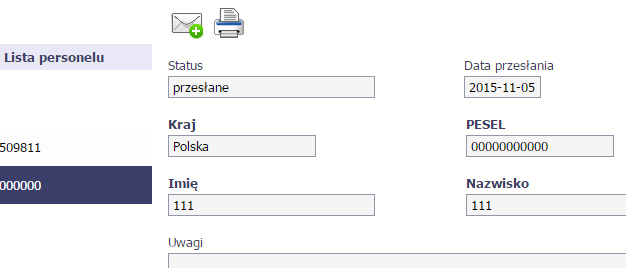 Lista personelu
509811
000000
Status
Data przesłania
przesłane
2015-11-05
Kraj
PESEL
Polska
00000000000
Imię
Nazwisko
111
111
Uwagi